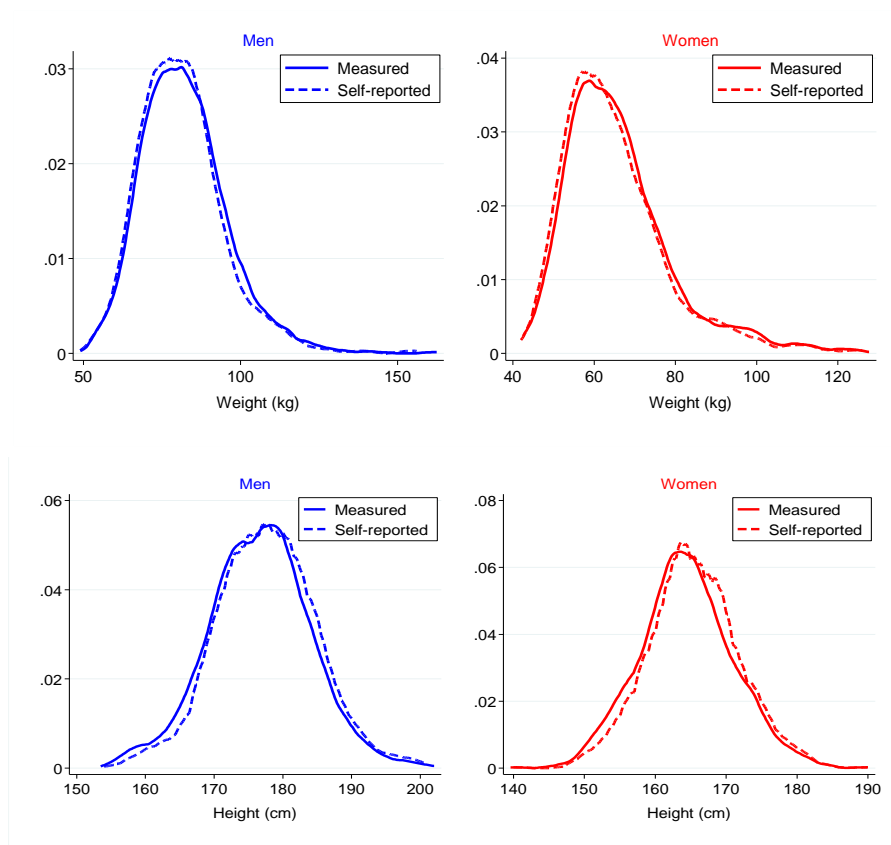 Men
Measured
Self-reported
.03
.02
.01
0
50 100 150
Weight (kg)
Women
Measured
Self-reported
.04
.03
.02
.01
0
40 60 80 100 120
Weight (kg)
Men
Measured
Self-reported
.06
.04
.02
0
150 160 170 180 190 200
Height (cm)
Women
Measured
Self-reported
.08
.06
.04
.02
0
140 150 160 170 180 190
Height (cm)